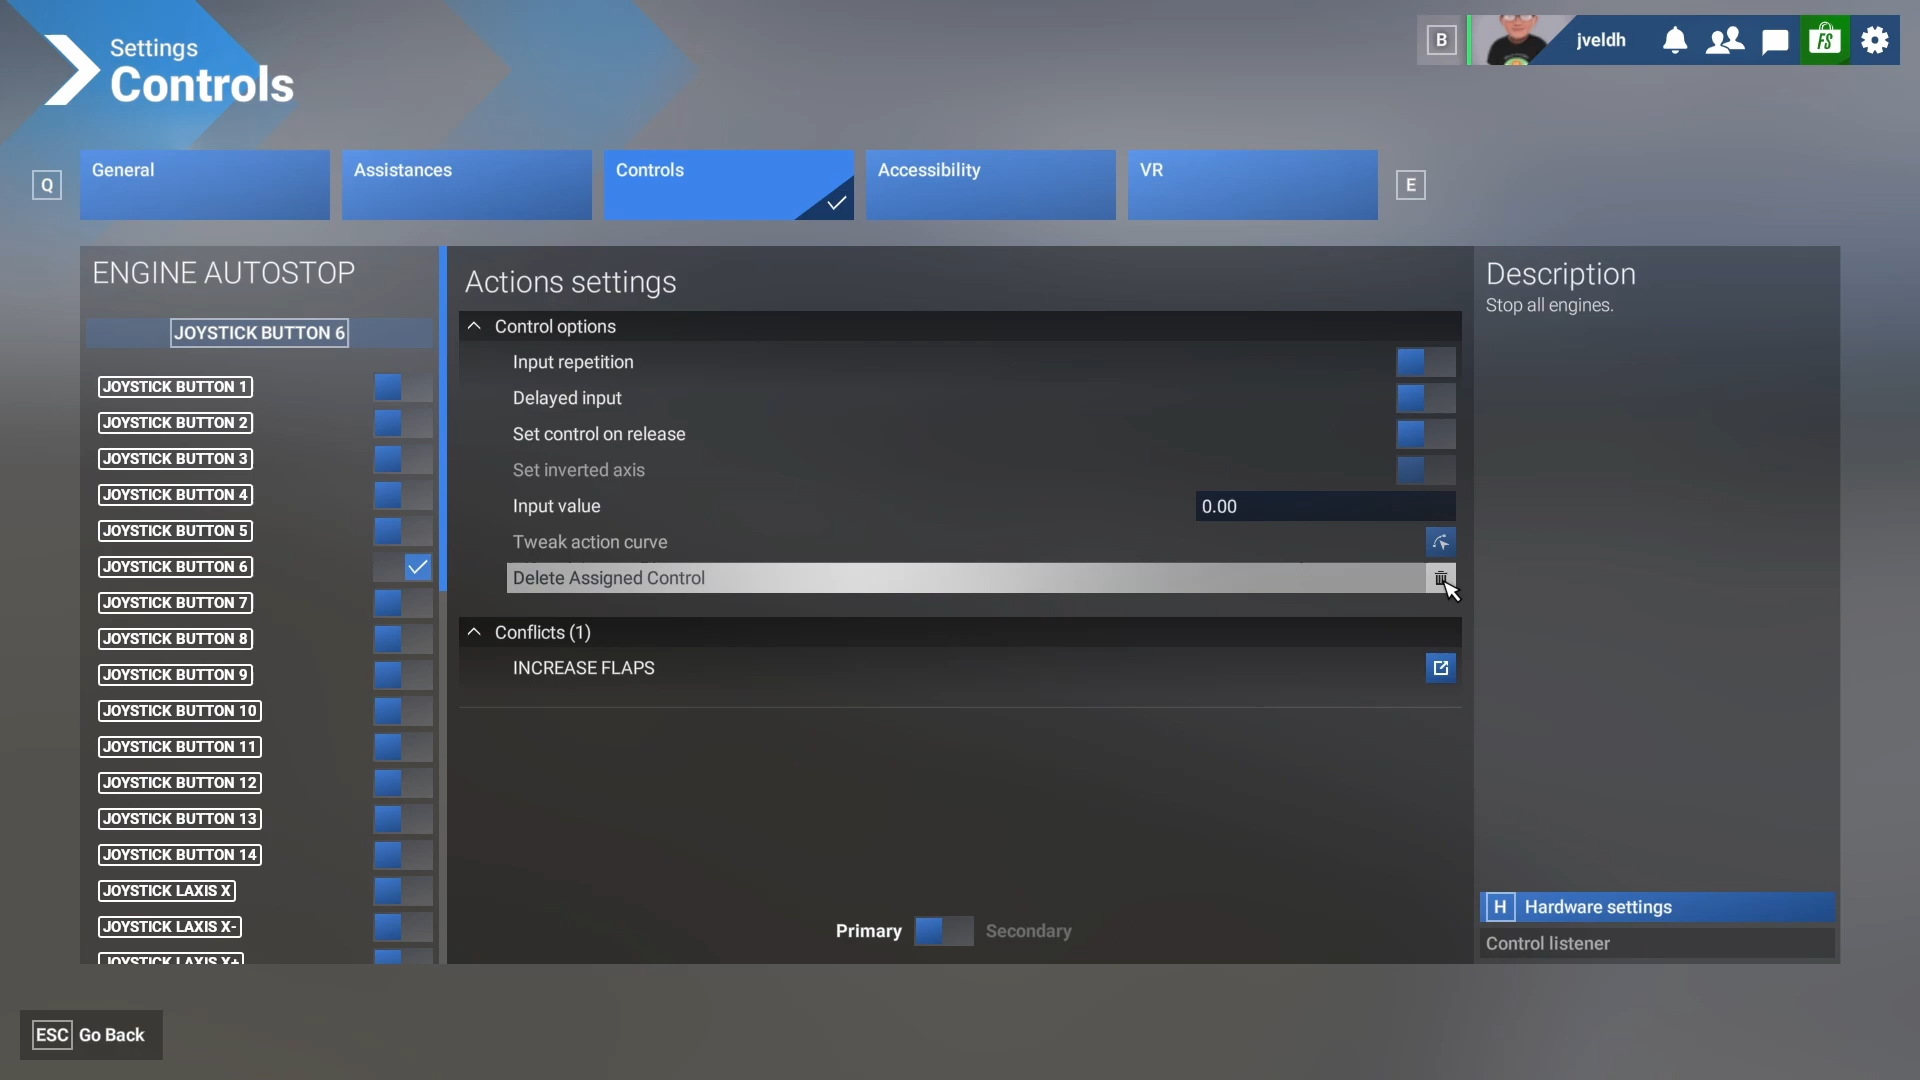 Settings
Controls
B
jveldh
FS
Q
General
Assistances
Controls
Accessibility
VR
E
ENGINE AUTOSTOP
JOYSTICK BUTTON 6
JOYSTICK BUTTON 1
JOYSTICK BUTTON 2
JOYSTICK BUTTON 3
JOYSTICK BUTTON 4
JOYSTICK BUTTON 5
JOYSTICK BUTTON 6
JOYSTICK BUTTON 7
JOYSTICK BUTTON 8
JOYSTICK BUTTON 9
JOYSTICK BUTTON 10
JOYSTICK BUTTON 11
JOYSTICK BUTTON 12
JOYSTICK BUTTON 13
JOYSTICK BUTTON 14
JOYSTICK LAXIS X
JOYSTICK LAXIS X-
JOYSTICK LAXIS X+
Actions settings
Control options
Input repetition
Delayed input
Set control on release
Set inverted axis
Input value 0.00
Tweak action curve
Delete Assigned Control
Conflicts (1)
INCREASE FLAPS
Primary Secondary
Description
Stop all engines.
H Hardware settings
Control listener
ESC Go Back